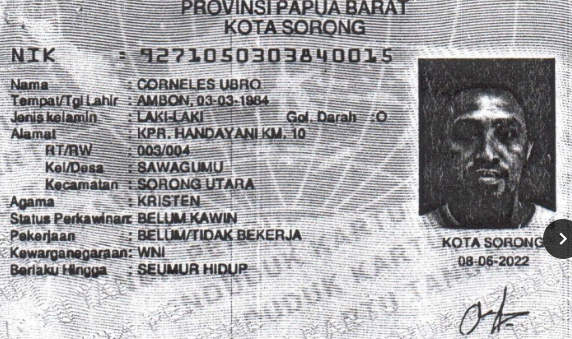 PROVINSI PAPUA BARAT
KOTA SORONG
NIK : 9271050303840015
Nama : CORNELES UBRO
Tempat/Tgl Lahir : AMBON, 03-03-1984
Jenis kelamin : LAKI-LAKI Gol. Darah :O
Alamat : KPR. HANDAYANI KM. 10
RT/RW : 003/004
Kel/Desa : SAWAGUMU
Kecamatan : SORONG UTARA
Agama : KRISTEN
Status Perkawinan: BELUM KAWIN
Pekerjaan : BELUM/TIDAK BEKERJA
Kewarganegaraan: WNI
Berlaku Hingga : SEUMUR HIDUP
KOTA SORONG
08-06-2022